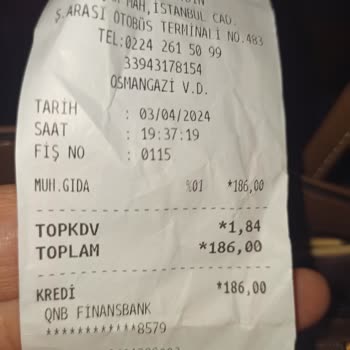 MAH,İSTANBUL CAD.
Ş.ARASI OTOBÜS TERMİNALİ NO.483
TEL:0224 261 50 99
33943178154
OSMANGAZİ V.D.
TARİH : 03/04/2024
SAAT : 19:37:19
FİŞ NO : 0115
MUH.GIDA %01 *186,00
TOPKDV *1,84
TOPLAM *186,00
KREDİ *186,00
QNB FİNANSBANK
************8579